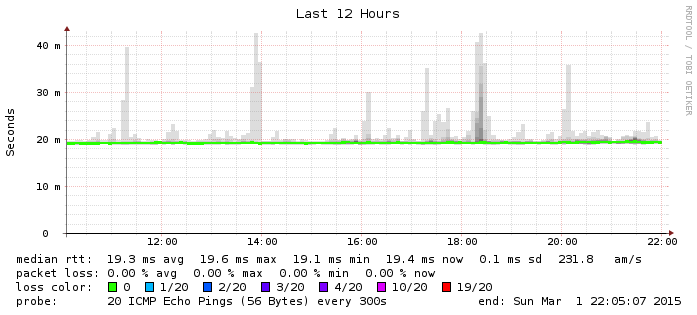 Last 12 Hours
RRDTOOL / TOBI OETIKER
Seconds
40 m
30 m
20 m
10 m
0
12:00 14:00 16:00 18:00 20:00 22:00
median rtt: 19.3 ms avg 19.6 ms max 19.1 ms min 19.4 ms now 0.1 ms sd 231.8 am/s
packet loss: 0.00 % avg 0.00 % max 0.00 % min 0.00 % now
loss color: 0 1/20 2/20 3/20 4/20 10/20 19/20
probe: 20 ICMP Echo Pings (56 Bytes) every 300s end: Sun Mar 1 22:05:07 2015